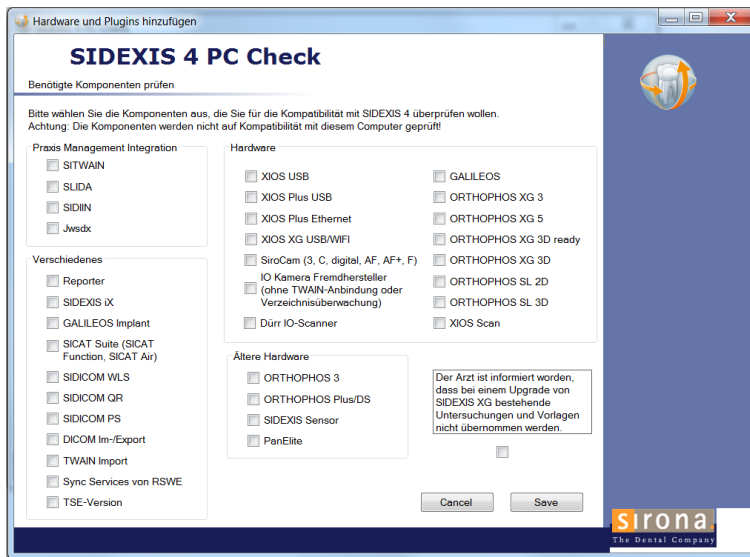 Hardware und Plugins hinzufügen
SIDEXIS 4 PC Check
Benötigte Komponenten prüfen
Bitte wählen Sie die Komponenten aus, die Sie für die Kompatibilität mit SIDEXIS 4 überprüfen wollen.
Achtung: Die Komponenten werden nicht auf Kompatibilität mit diesem Computer geprüft!
Praxis Management Integration
SITWAIN
SLIDA
SIDIIN
Jwsdx
Verschiedenes
Reporter
SIDEXIS iX
GALILEOS Implant
SICAT Suite (SICAT
Function, SICAT Air)
SIDICOM WLS
SIDICOM QR
SIDICOM PS
DICOM Im-/Export
TWAIN Import
Sync Services von RSWE
TSE-Version
Hardware
XIOS USB
XIOS Plus USB
XIOS Plus Ethernet
XIOS XG USB/WIFI
SiroCam (3, C, digital, AF, AF+, F)
IO Kamera Fremdhersteller
(ohne TWAIN-Anbindung oder
Verzeichnisüberwachung)
Dürr IO-Scanner
GALILEOS
ORTHOPHOS XG 3
ORTHOPHOS XG 5
ORTHOPHOS XG 3D ready
ORTHOPHOS XG 3D
ORTHOPHOS SL 2D
ORTHOPHOS SL 3D
XIOS Scan
Ältere Hardware
ORTHOPHOS 3
ORTHOPHOS Plus/DS
SIDEXIS Sensor
PanElite
Der Arzt ist informiert worden,
dass bei einem Upgrade von
SIDEXIS XG bestehende
Untersuchungen und Vorlagen
nicht übernommen werden.
Cancel
Save
sirona.
The Dental Company